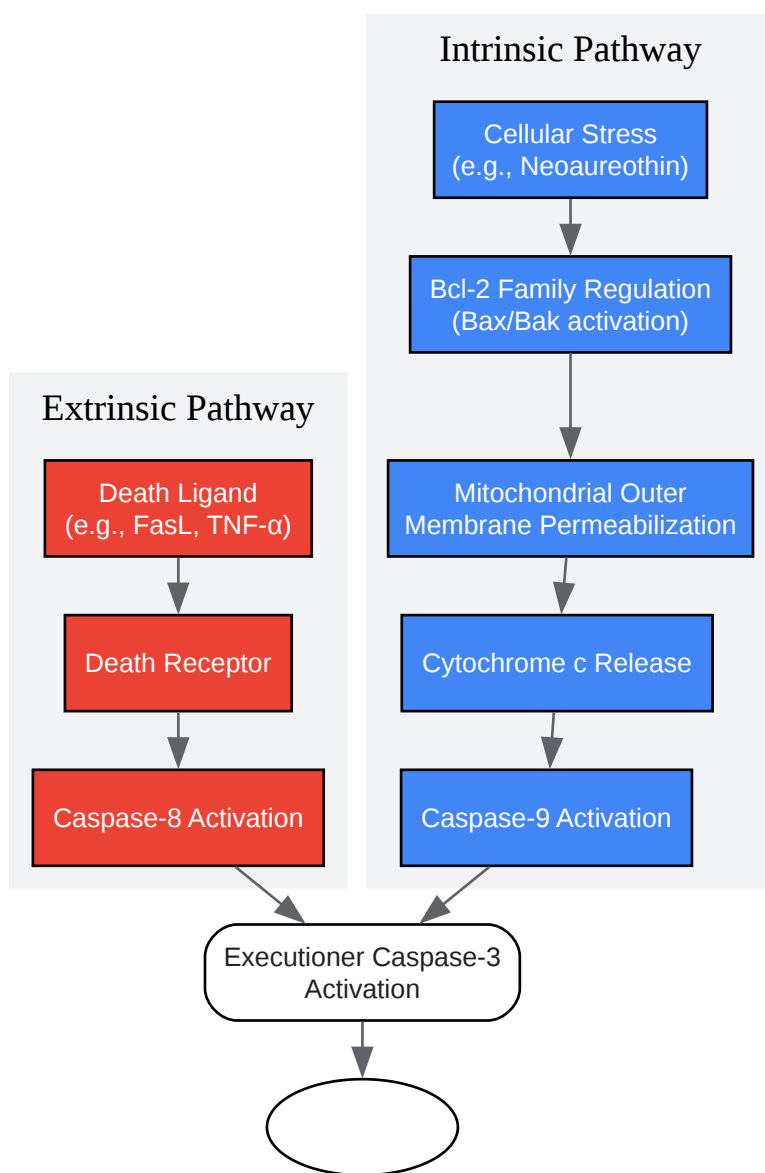 Intrinsic Pathway
Cellular Stress
(e.g., Neoaureothin)
Bcl-2 Family Regulation
(Bax/Bak activation)
Extrinsic Pathway
Death Ligand
(e.g., FasL, TNF-α)
Mitochondrial Outer
Membrane Permeabilization
Death Receptor
Cytochrome c Release
Caspase-8 Activation
Caspase-9 Activation
Executioner Caspase-3
Activation